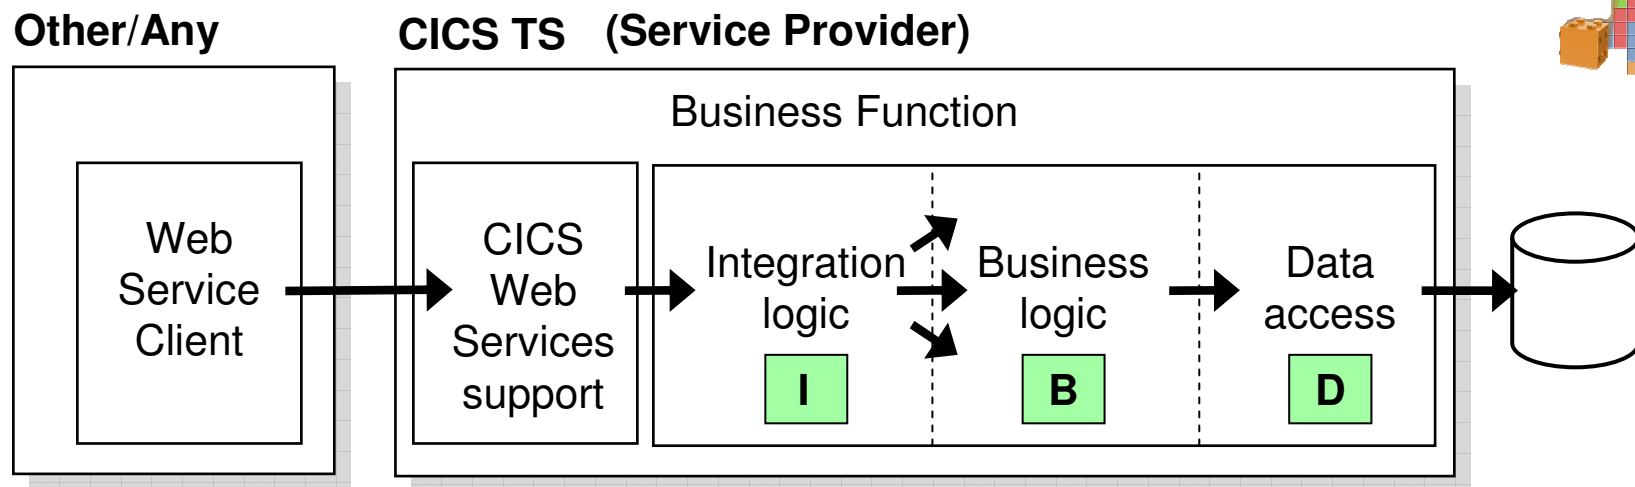 Other/Any
CICS TS (Service Provider)
Business Function
Web
Service
Client
CICS
Web
Services
support
Integration
logic
I
Business
logic
B
Data
access
D